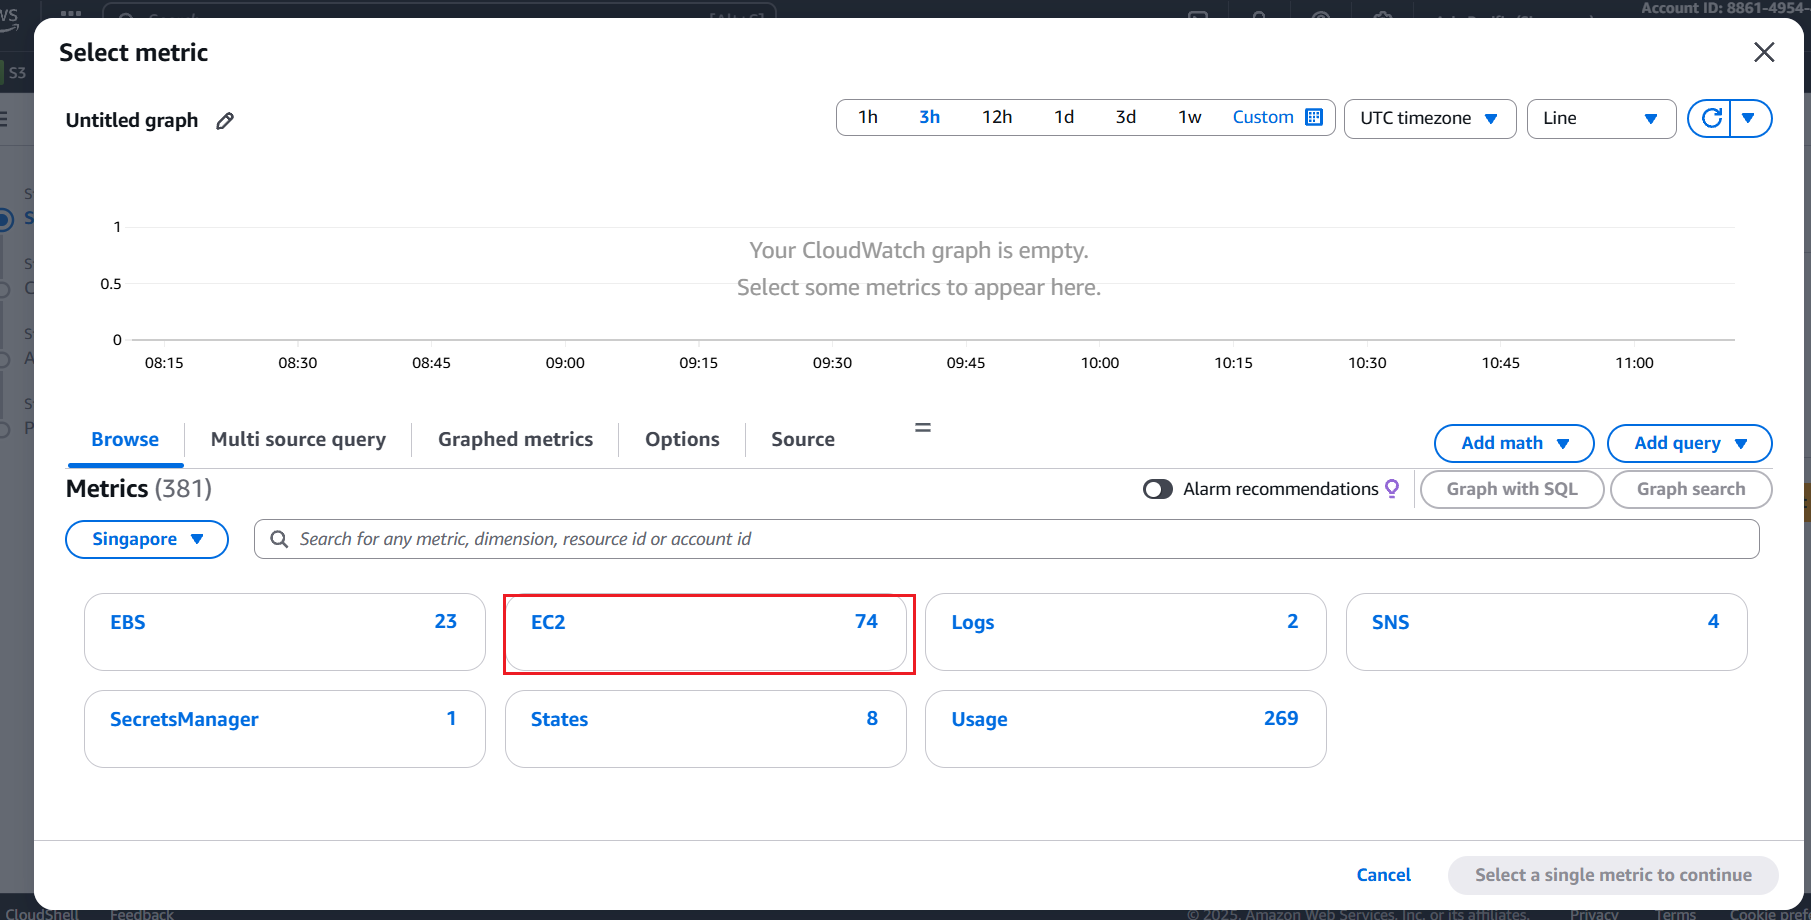 Account ID: 8861-4954-
S3
Select metric
Untitled graph
1h 3h 12h 1d 3d 1w Custom
UTC timezone
Line
1
0.5
0
Your CloudWatch graph is empty.
Select some metrics to appear here.
08:15 08:30 08:45 09:00 09:15 09:30 09:45 10:00 10:15 10:30 10:45 11:00
Browse Multi source query Graphed metrics Options Source
Add math Add query
Metrics (381)
Alarm recommendations
Graph with SQL Graph search
Singapore
Search for any metric, dimension, resource id or account id
EBS 23
EC2 74
Logs 2
SNS 4
SecretsManager 1
States 8
Usage 269
Cancel Select a single metric to continue
CloudShell Feedback © 2025, Amazon Web Services, Inc. or its affiliates. Privacy Terms Cookie pref